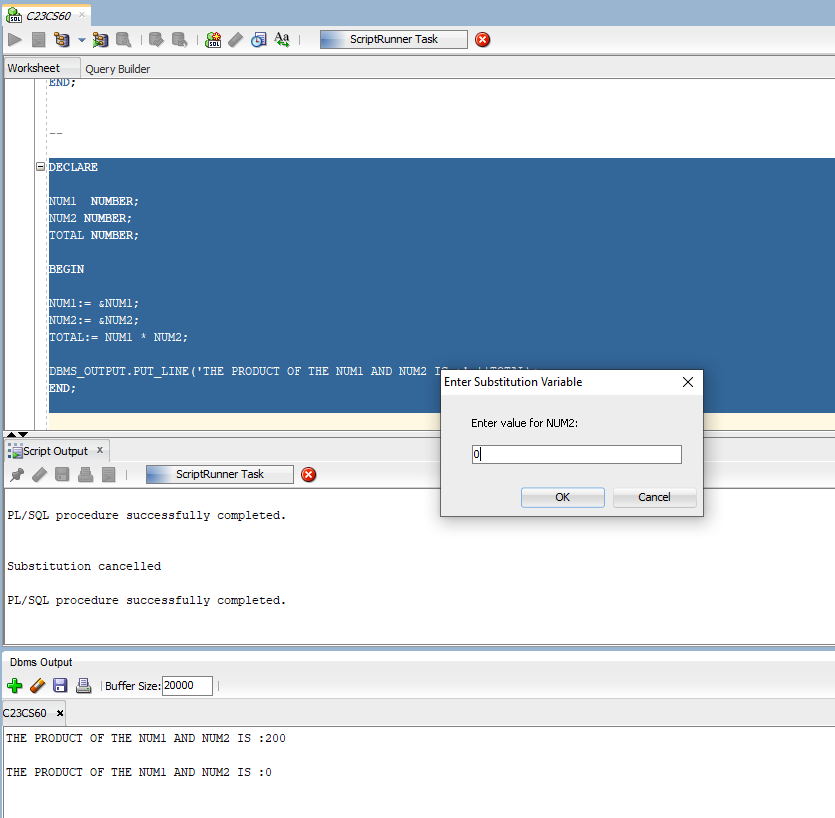 C23CS60
ScriptRunner Task
Worksheet
Query Builder
END;
--
DECLARE
NUM1  NUMBER;
NUM2 NUMBER;
TOTAL NUMBER;
BEGIN
NUM1:= &NUM1;
NUM2:= &NUM2;
TOTAL:= NUM1 * NUM2;
DBMS_OUTPUT.PUT_LINE('THE PRODUCT OF THE NUM1 AND NUM2
END;
Enter Substitution Variable
Enter value for NUM2:
0
OK
Cancel
Script Output
ScriptRunner Task
PL/SQL procedure successfully completed.
Substitution cancelled
PL/SQL procedure successfully completed.
Dbms Output
Buffer Size: 20000
C23CS60
THE PRODUCT OF THE NUM1 AND NUM2 IS :200
THE PRODUCT OF THE NUM1 AND NUM2 IS :0